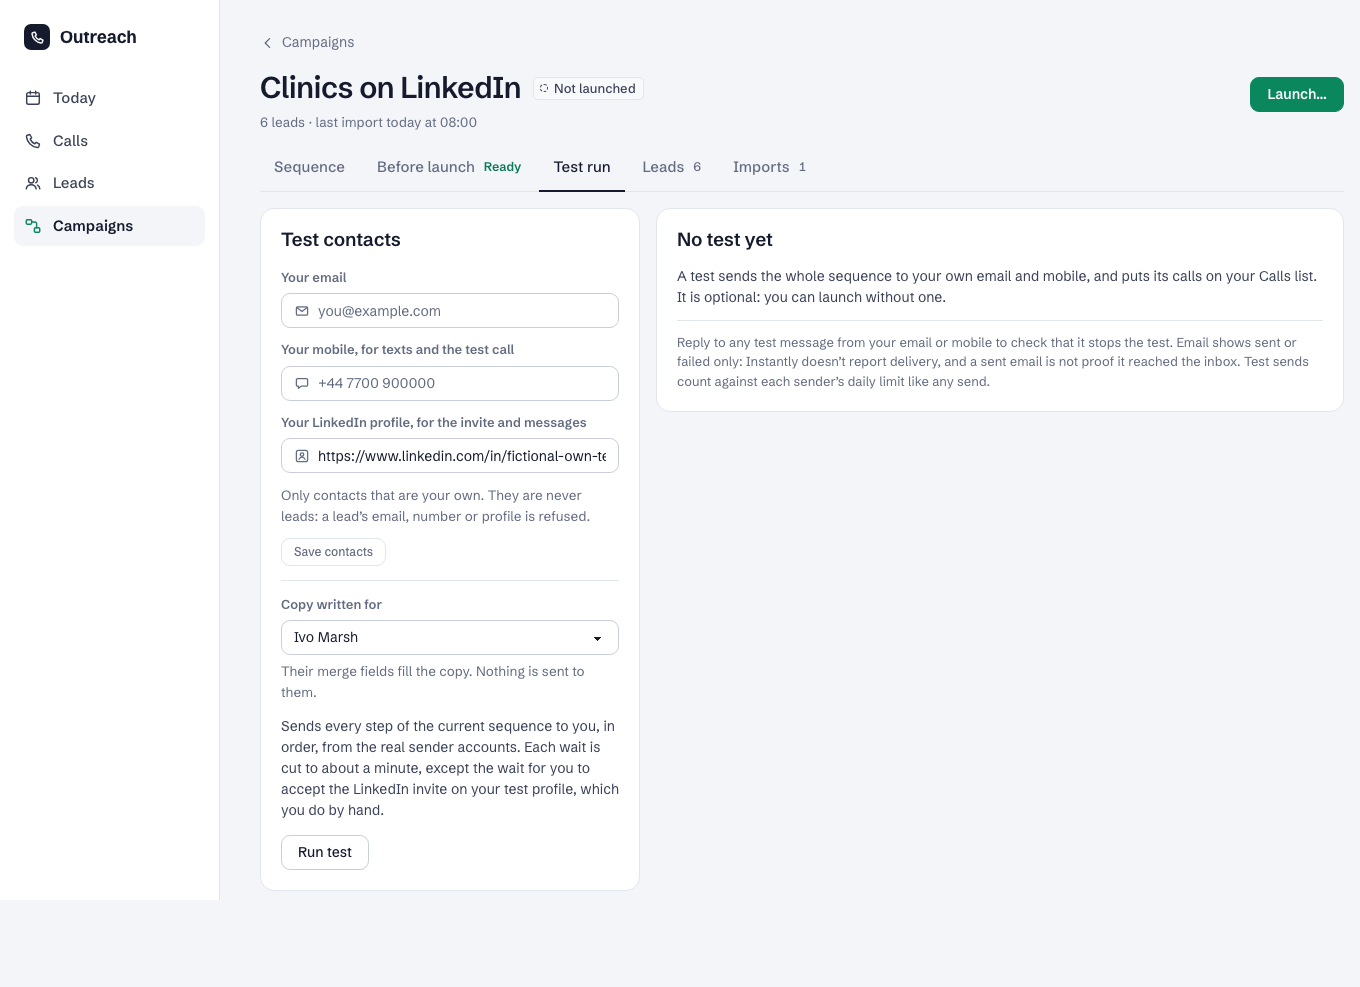 Outreach
Today
Calls
Leads
Campaigns
Campaigns
Clinics on LinkedIn
Not launched
Launch…
6 leads · last import today at 08:00
Sequence
Before launch Ready
Test run
Leads 6
Imports 1
Test contacts
Your email
you@example.com
Your mobile, for texts and the test call
+44 7700 900000
Your LinkedIn profile, for the invite and messages
https://www.linkedin.com/in/fictional-own-te
Only contacts that are your own. They are never
leads: a lead’s email, number or profile is refused.
Save contacts
Copy written for
Ivo Marsh
Their merge fields fill the copy. Nothing is sent to
them.
Sends every step of the current sequence to you, in
order, from the real sender accounts. Each wait is
cut to about a minute, except the wait for you to
accept the LinkedIn invite on your test profile, which
you do by hand.
Run test
No test yet
A test sends the whole sequence to your own email and mobile, and puts its calls on your Calls list.
It is optional: you can launch without one.
Reply to any test message from your email or mobile to check that it stops the test. Email shows sent or
failed only: Instantly doesn’t report delivery, and a sent email is not proof it reached the inbox. Test sends
count against each sender’s daily limit like any send.